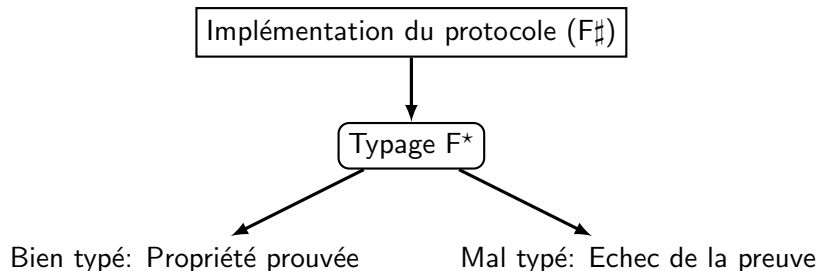 Implémentation du protocole (F♯)
Typage F⋆
Bien typé: Propriété prouvée
Mal typé: Echec de la preuve